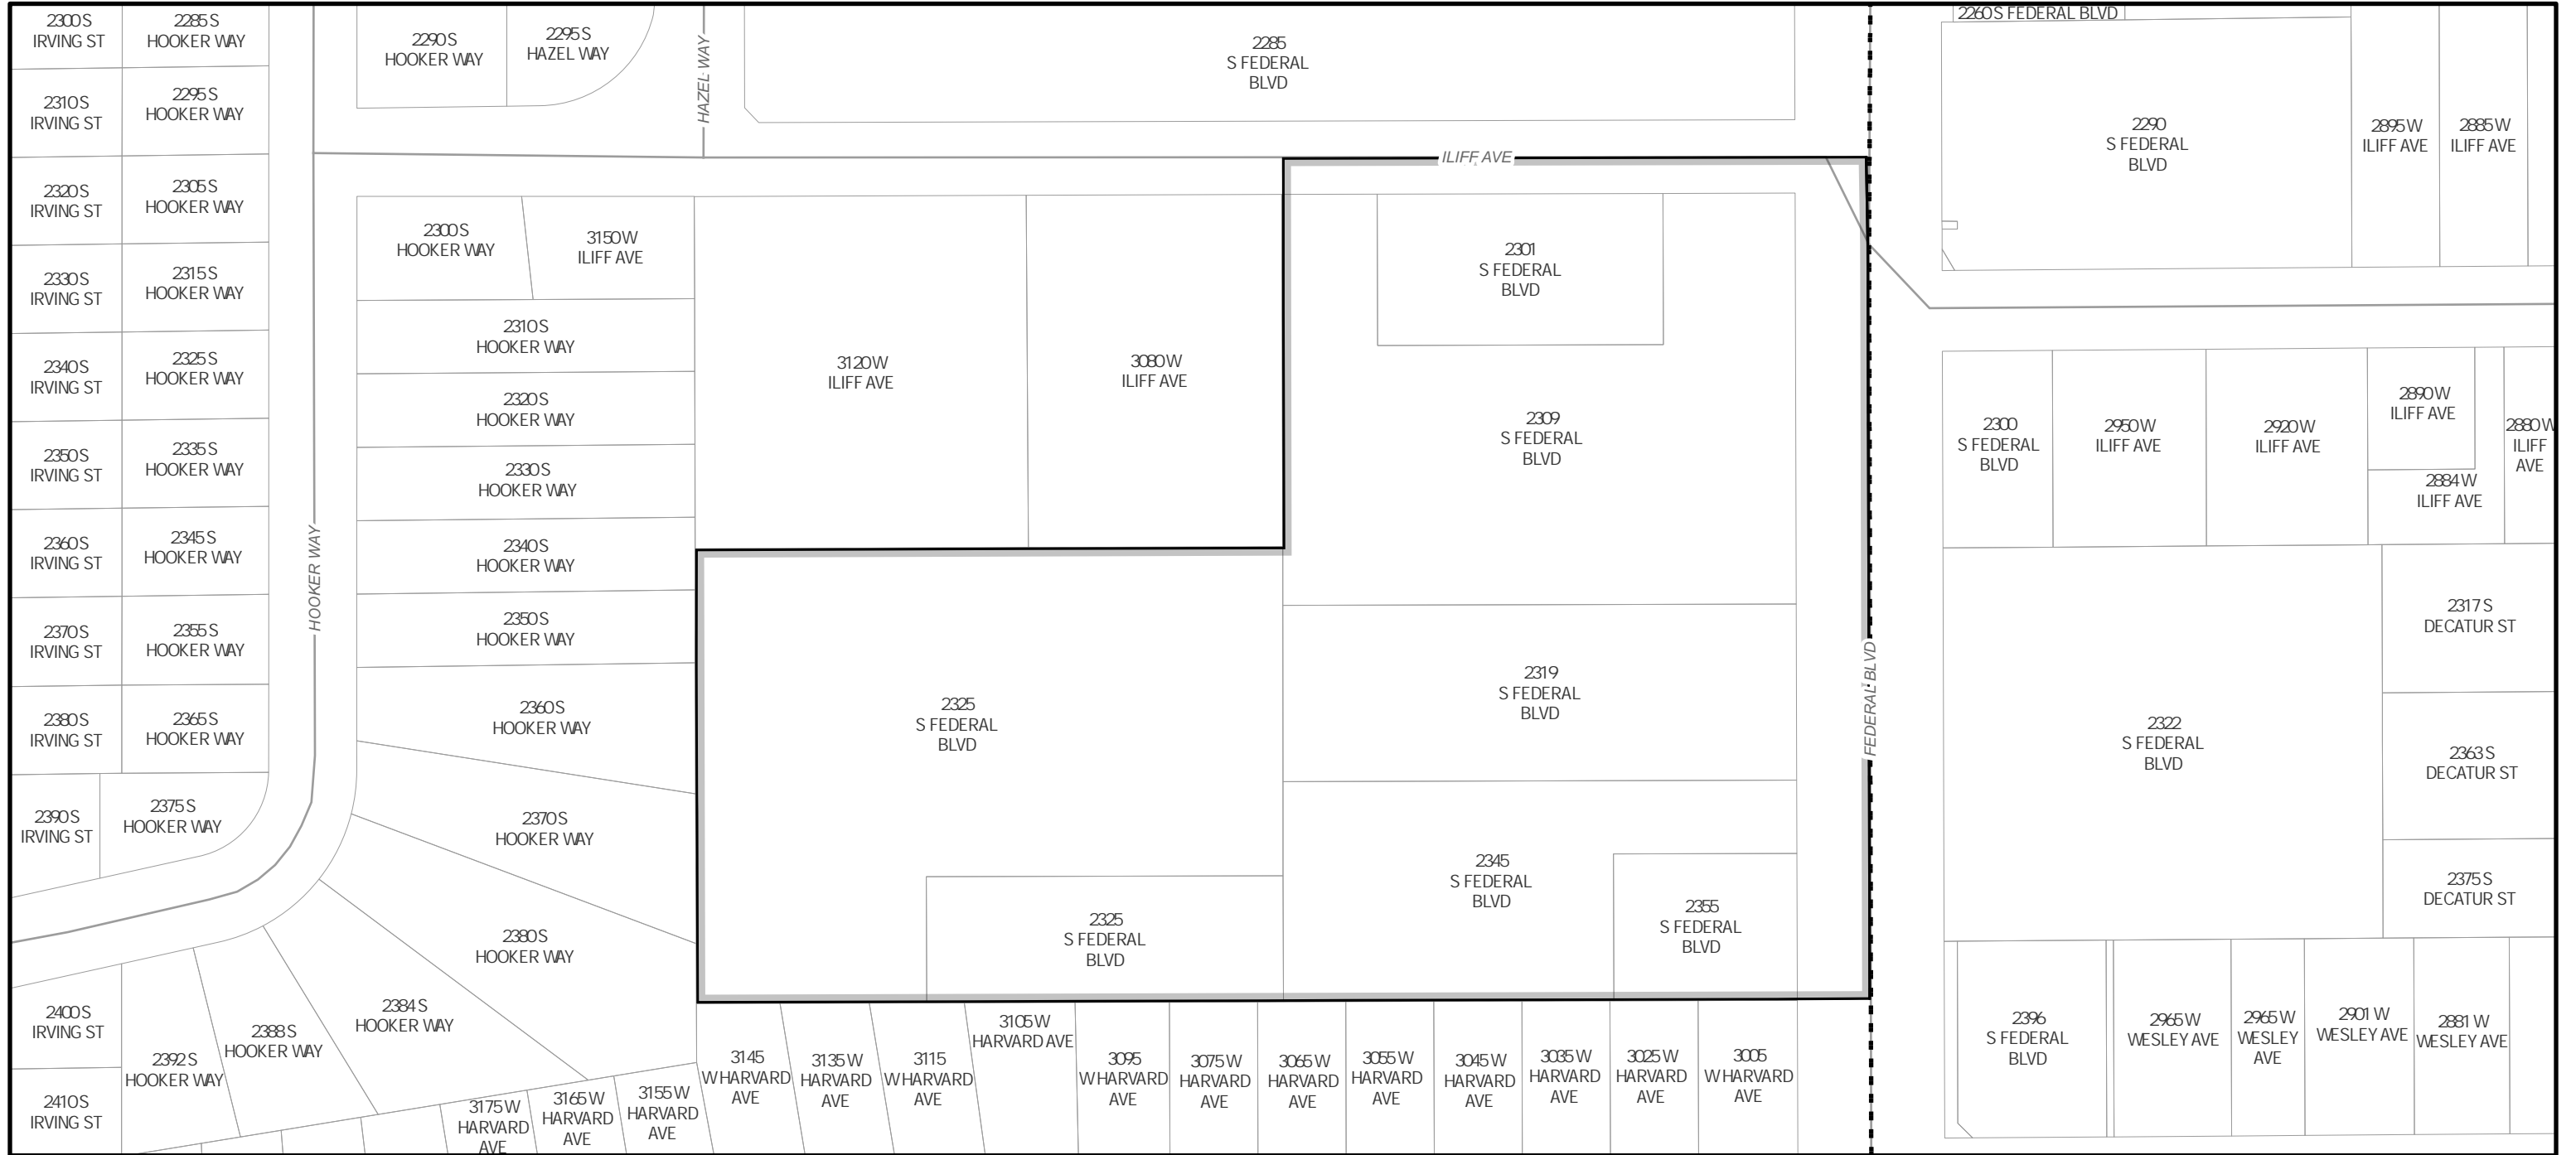 2300 S
IRVING ST
2285 S
HOOKER WAY
2290 S
HOOKER WAY
2295 S
HAZEL WAY
HAZEL WAY
2285
S FEDERAL
BLVD
2260 S FEDERAL BLVD
2290
S FEDERAL
BLVD
2895 W
ILIFF AVE
2885 W
ILIFF AVE
2310 S
IRVING ST
2295 S
HOOKER WAY
ILIFF AVE
2320 S
IRVING ST
2305 S
HOOKER WAY
2300 S
HOOKER WAY
3150 W
ILIFF AVE
2301
S FEDERAL
BLVD
2330 S
IRVING ST
2315 S
HOOKER WAY
2310 S
HOOKER WAY
2340 S
IRVING ST
2325 S
HOOKER WAY
3120 W
ILIFF AVE
3080 W
ILIFF AVE
2320 S
HOOKER WAY
2309
S FEDERAL
BLVD
2300
S FEDERAL
BLVD
2950 W
ILIFF AVE
2920 W
ILIFF AVE
2890 W
ILIFF AVE
2880 W
ILIFF
AVE
2884 W
ILIFF AVE
2350 S
IRVING ST
2335 S
HOOKER WAY
2330 S
HOOKER WAY
2360 S
IRVING ST
2345 S
HOOKER WAY
HOOKER WAY
2340 S
HOOKER WAY
2370 S
IRVING ST
2355 S
HOOKER WAY
2350 S
HOOKER WAY
2317 S
DECATUR ST
2380 S
IRVING ST
2365 S
HOOKER WAY
2360 S
HOOKER WAY
2325
S FEDERAL
BLVD
2319
S FEDERAL
BLVD
FEDERAL BLVD
2322
S FEDERAL
BLVD
2363 S
DECATUR ST
2390 S
IRVING ST
2375 S
HOOKER WAY
2370 S
HOOKER WAY
2345
S FEDERAL
BLVD
2375 S
DECATUR ST
2380 S
HOOKER WAY
2325
S FEDERAL
BLVD
2355
S FEDERAL
BLVD
2400 S
IRVING ST
2392 S
HOOKER WAY
2388 S
HOOKER WAY
2384 S
HOOKER WAY
3105 W
HARVARD AVE
2396
S FEDERAL
BLVD
2965 W
WESLEY AVE
2965 W
WESLEY
AVE
2901 W
WESLEY AVE
2881 W
WESLEY AVE
2410 S
IRVING ST
3175 W
HARVARD
AVE
3165 W
HARVARD
AVE
3155 W
HARVARD
AVE
3145
W HARVARD
AVE
3135 W
HARVARD
AVE
3115
W HARVARD
AVE
3095
W HARVARD
AVE
3075 W
HARVARD
AVE
3065 W
HARVARD
AVE
3055 W
HARVARD
AVE
3045 W
HARVARD
AVE
3035 W
HARVARD
AVE
3025 W
HARVARD
AVE
3005
W HARVARD
AVE